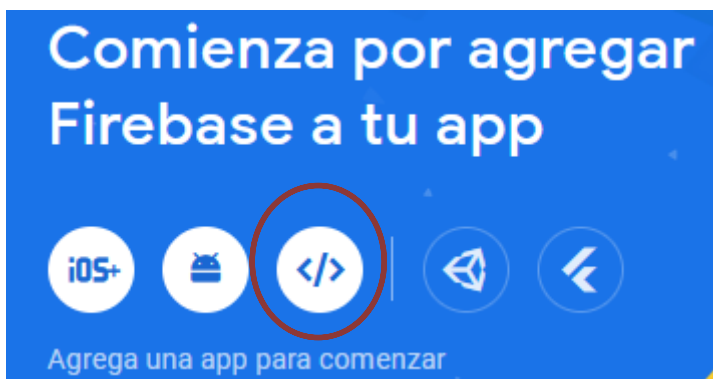 Comienza por agregar
Firebase a tu app
iOS+ </>
Agrega una app para comenzar